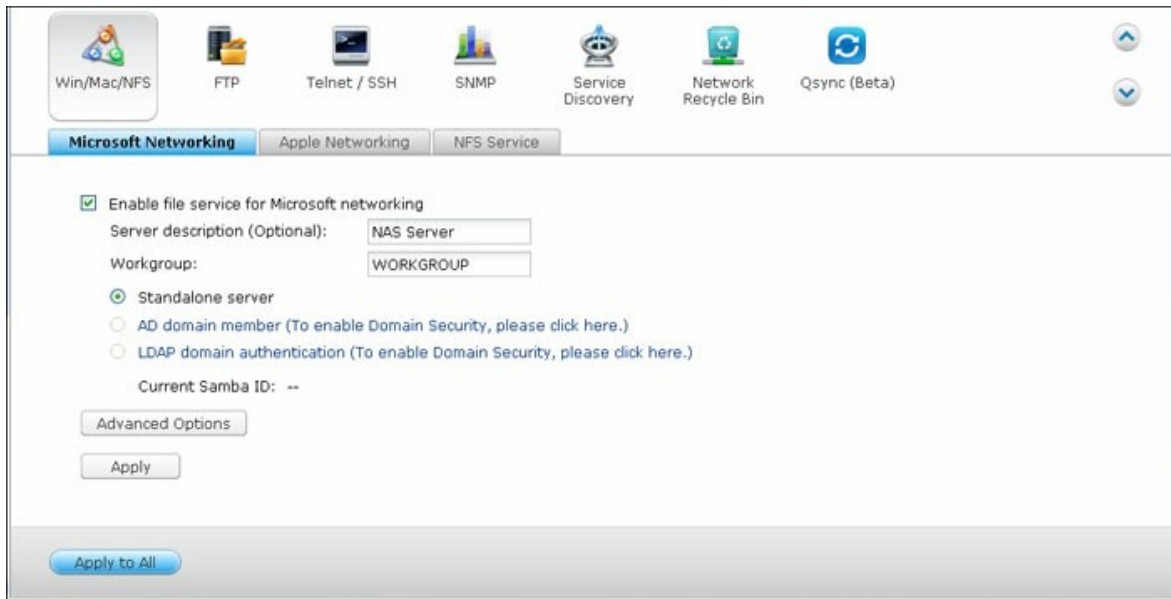 Win/Mac/NFS
FTP
Telnet / SSH
SNMP
Service Discovery
Network Recycle Bin
Qsync (Beta)
Microsoft Networking
Apple Networking
NFS Service
Enable file service for Microsoft networking
Server description (Optional): NAS Server
Workgroup: WORKGROUP
Standalone server
AD domain member (To enable Domain Security, please click here.)
LDAP domain authentication (To enable Domain Security, please click here.)
Current Samba ID: --
Advanced Options
Apply
Apply to All